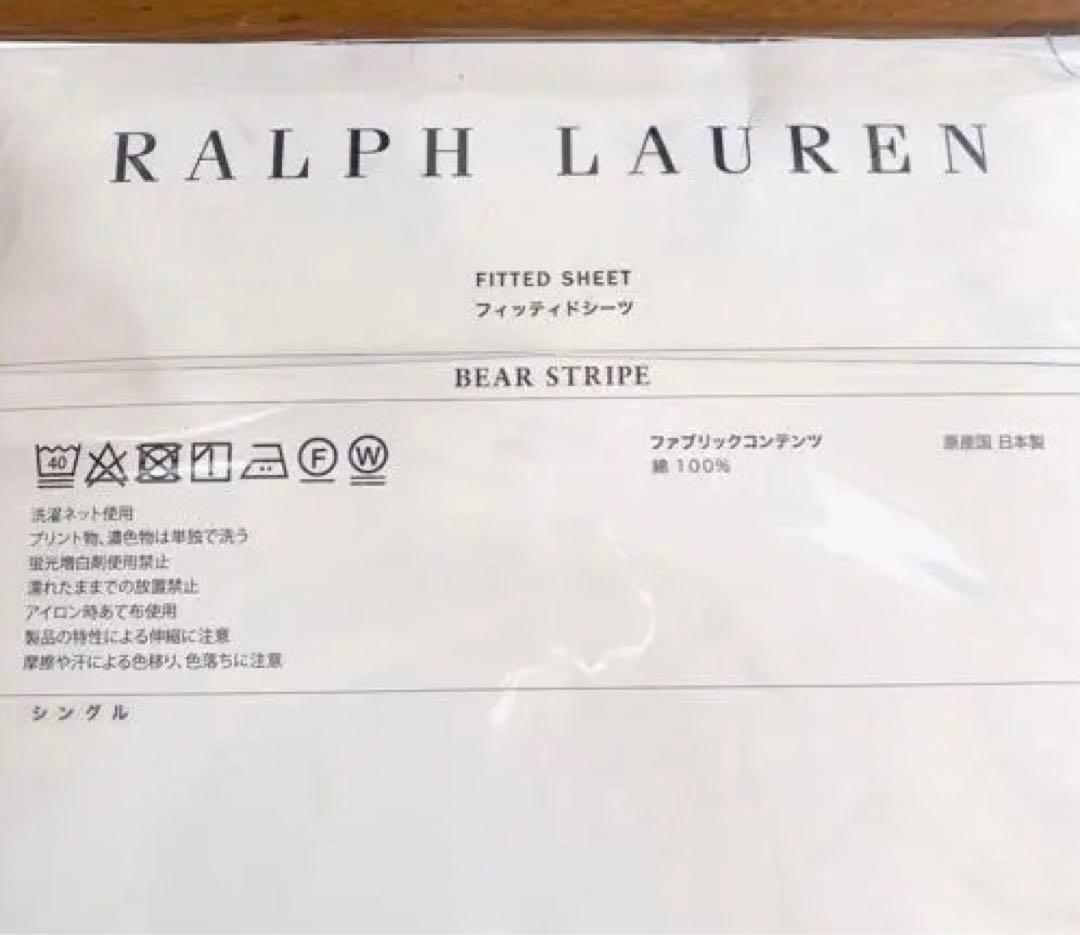 RALPH LAUREN
FITTED SHEET
フィッティドシーツ
BEAR STRIPE
40 F W
ファブリックコンテンツ
綿 100%
原産国 日本製
洗濯ネット使用
プリント物、濃色物は単独で洗う
蛍光増白剤使用禁止
濡れたままでの放置禁止
アイロン時あて布使用
製品の特性による伸縮に注意
摩擦や汗による色移り、色落ちに注意
シングル